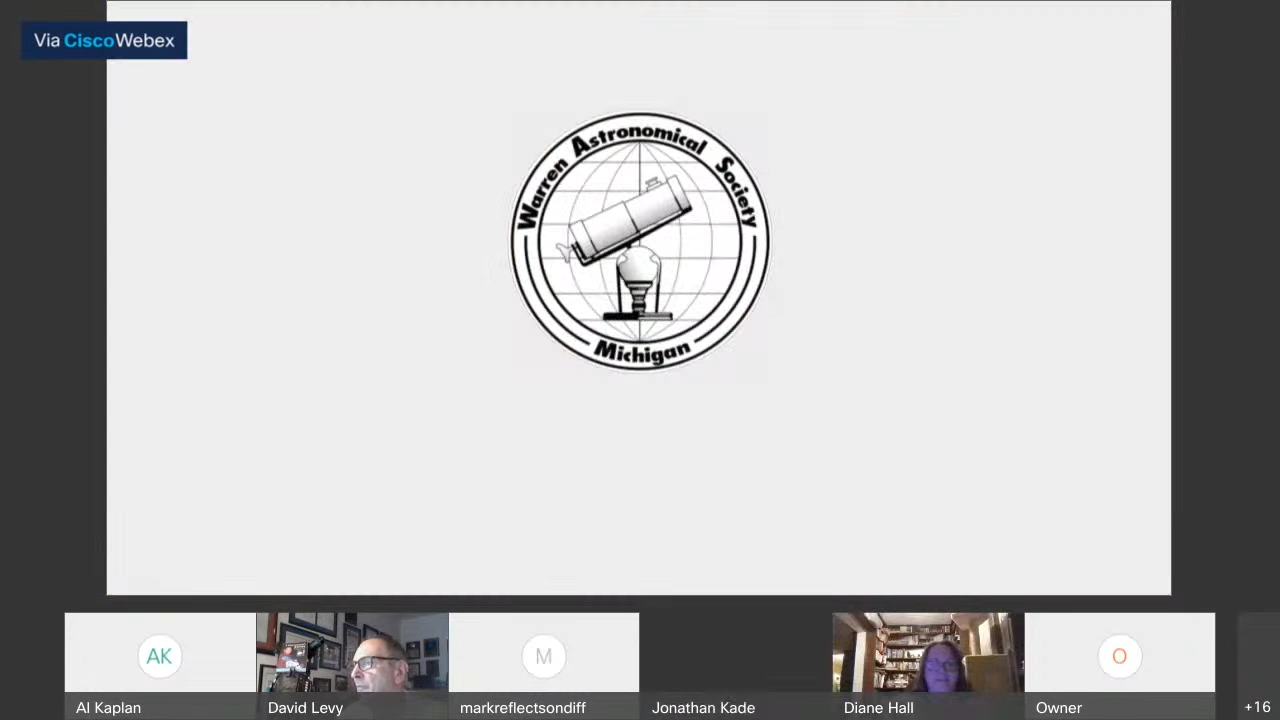 Via CiscoWebex
Warren Astronomical Society
Michigan
AK
M
O
Al Kaplan
David Levy
markreflectsondiff
Jonathan Kade
Diane Hall
Owner
+16